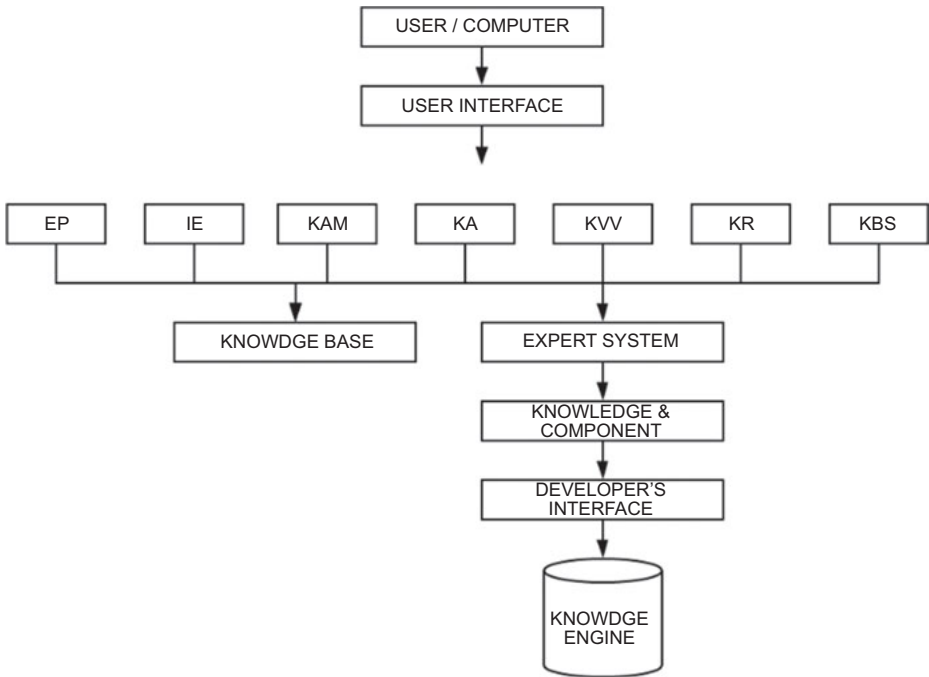 USER / COMPUTER
USER INTERFACE
EP
IE
KAM
KA
KVV
KR
KBS
KNOWDGE BASE
EXPERT SYSTEM
KNOWLEDGE &
COMPONENT
DEVELOPER'S
INTERFACE
KNOWDGE
ENGINE